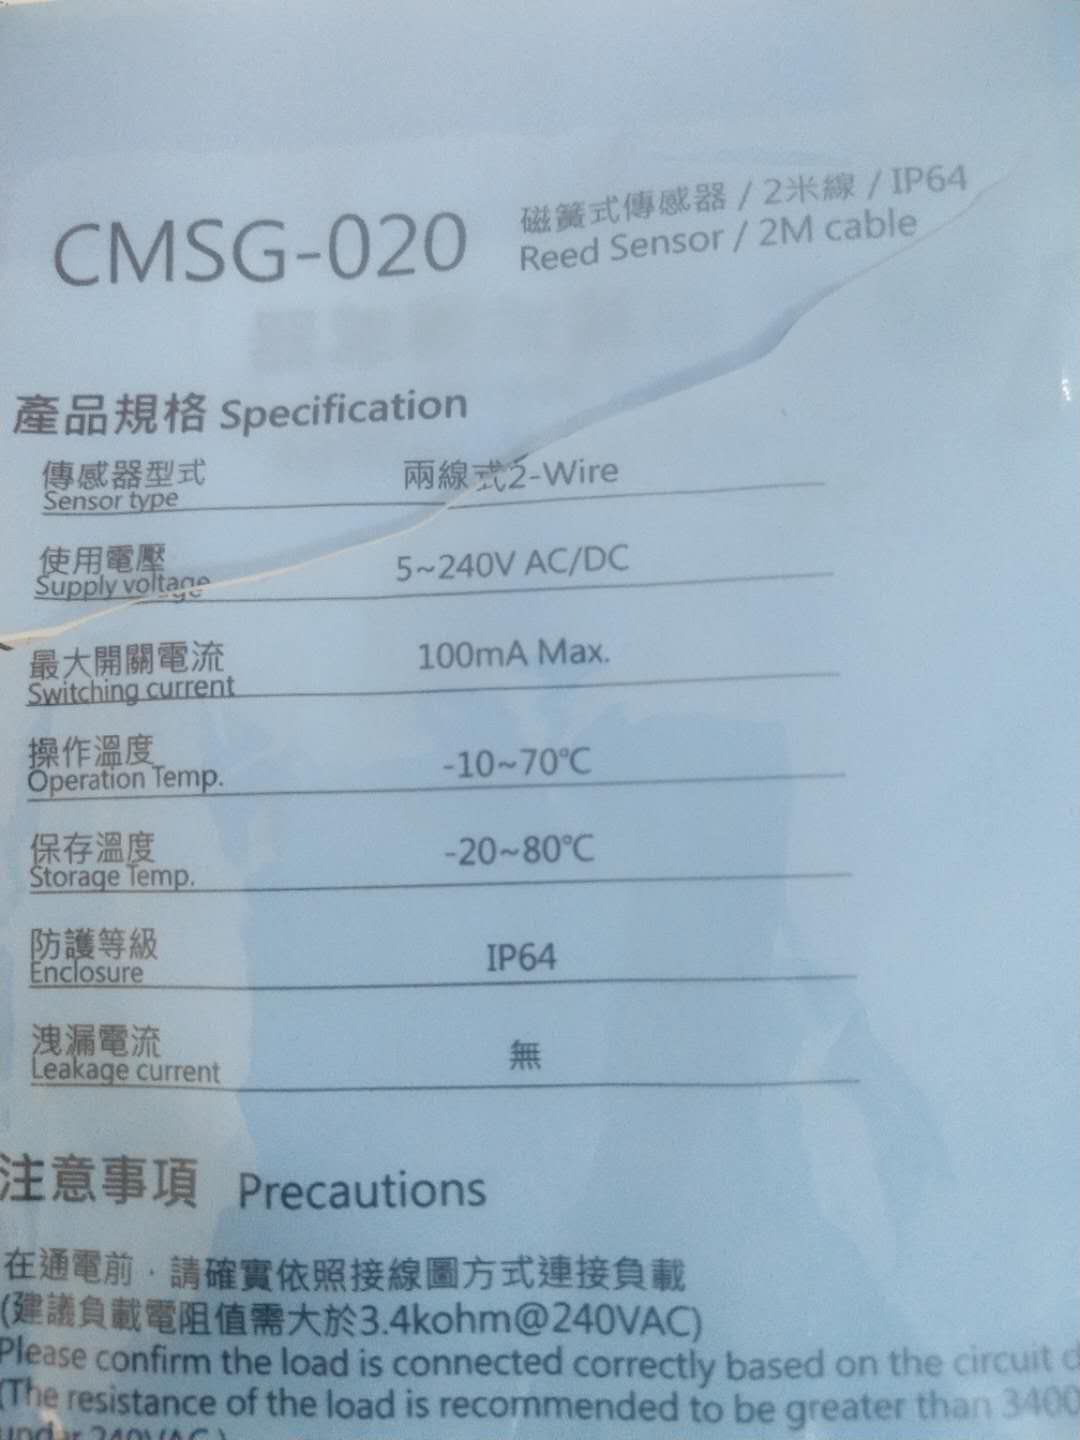 CMSG-020
磁簧式傳感器 / 2米線 / IP64
Reed Sensor / 2M cable
產品規格 Specification
傳感器型式 兩線式2-Wire
Sensor type
使用電壓 5~240V AC/DC
Supply voltage
最大開關電流 100mA Max.
Switching current
操作溫度 -10~70℃
Operation Temp.
保存溫度 -20~80℃
Storage Temp.
防護等級 IP64
Enclosure
洩漏電流 無
Leakage current
注意事項 Precautions
在通電前，請確實依照接線圖方式連接負載
(建議負載電阻值需大於3.4kohm@240VAC)
Please confirm the load is connected correctly based on the circuit
(The resistance of the load is recommended to be greater than 3400
under 240VAC.)